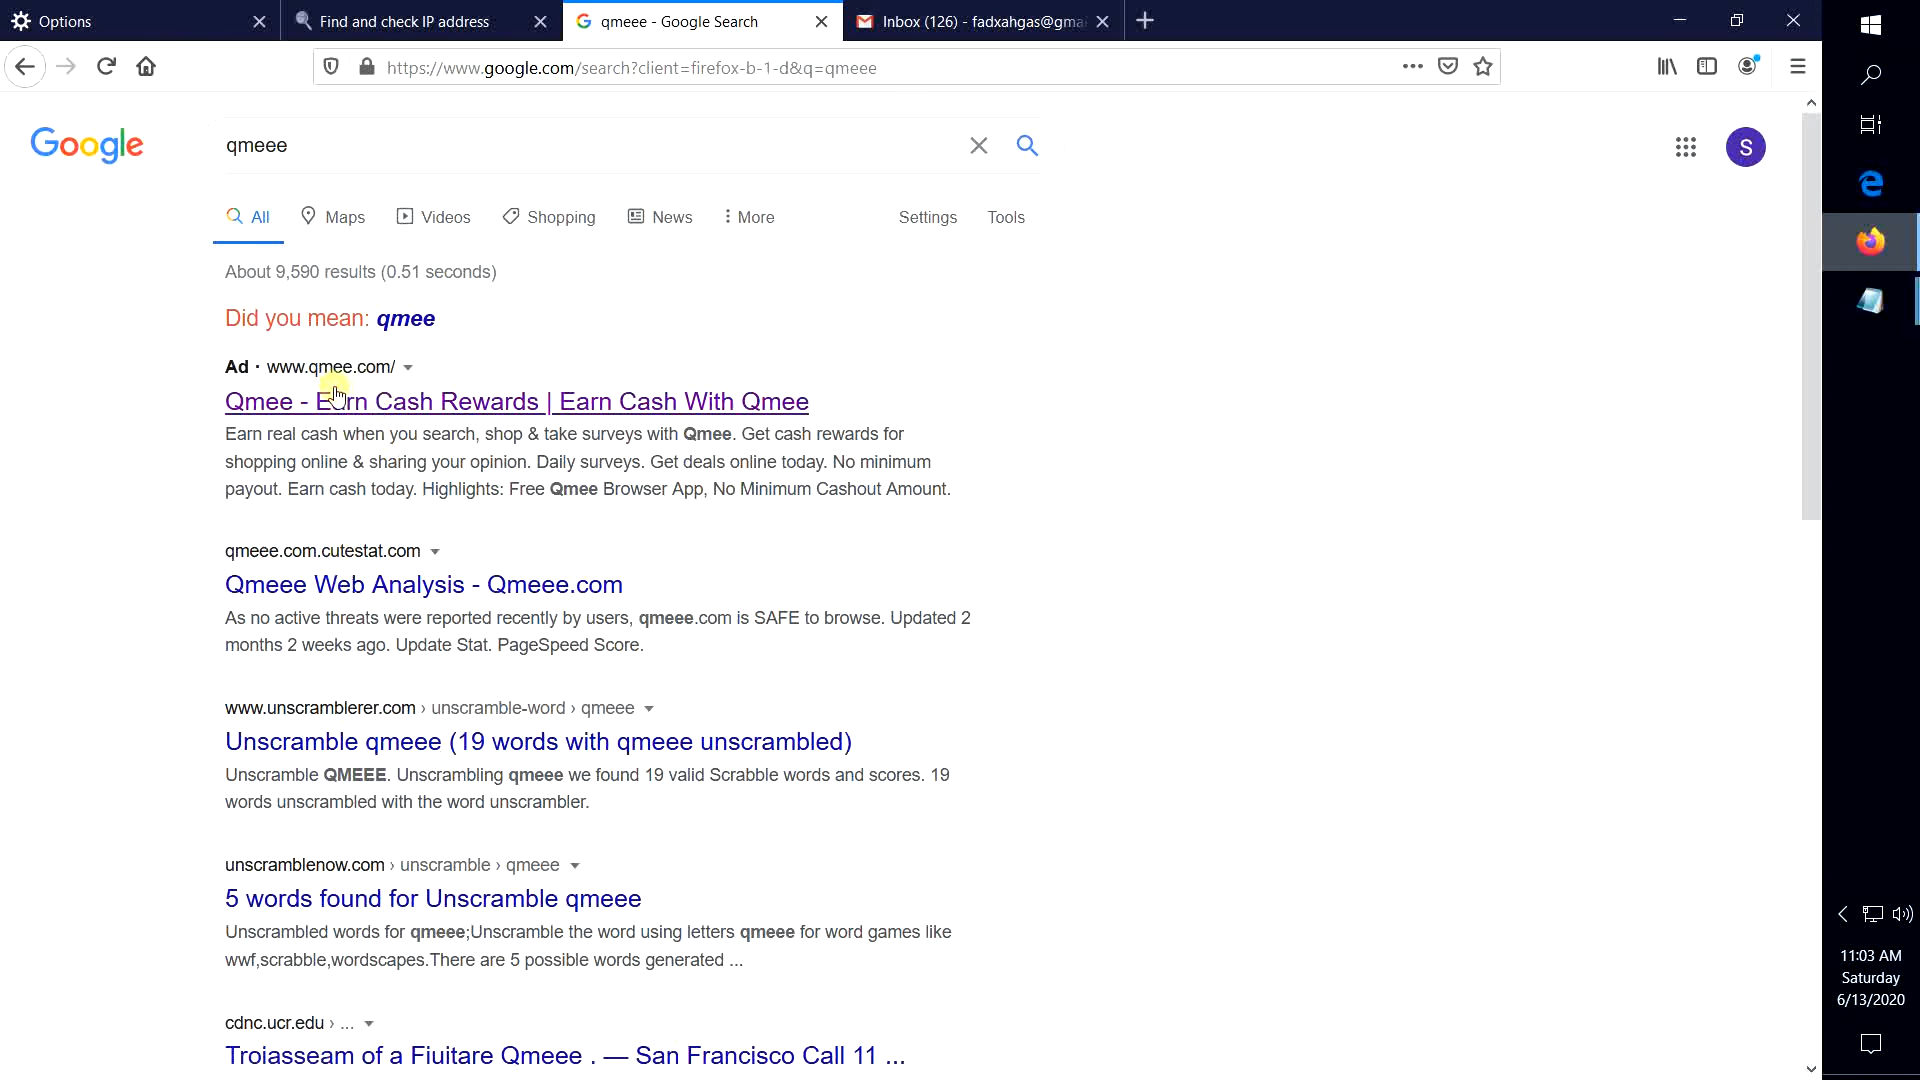 Options
Find and check IP address
qmeee - Google Search
Inbox (126) - fadxahgas@gmai
https://www.google.com/search?client=firefox-b-1-d&q=qmeee
Google
qmeee
S
All
Maps
Videos
Shopping
News
More
Settings
Tools
About 9,590 results (0.51 seconds)
Did you mean: qmee
Ad · www.qmee.com/
Qmee - Earn Cash Rewards | Earn Cash With Qmee
Earn real cash when you search, shop & take surveys with Qmee. Get cash rewards for
shopping online & sharing your opinion. Daily surveys. Get deals online today. No minimum
payout. Earn cash today. Highlights: Free Qmee Browser App, No Minimum Cashout Amount.
qmeee.com.cutestat.com
Qmeee Web Analysis - Qmeee.com
As no active threats were reported recently by users, qmeee.com is SAFE to browse. Updated 2
months 2 weeks ago. Update Stat. PageSpeed Score.
www.unscramblerer.com › unscramble-word › qmeee
Unscramble qmeee (19 words with qmeee unscrambled)
Unscramble QMEEE. Unscrambling qmeee we found 19 valid Scrabble words and scores. 19
words unscrambled with the word unscrambler.
unscramblenow.com › unscramble › qmeee
5 words found for Unscramble qmeee
Unscrambled words for qmeee;Unscramble the word using letters qmeee for word games like
wwf,scrabble,wordscapes.There are 5 possible words generated ...
cdnc.ucr.edu › ...
Troiasseam of a Fiuitare Qmeee . — San Francisco Call 11 ...
11:03 AM
Saturday
6/13/2020